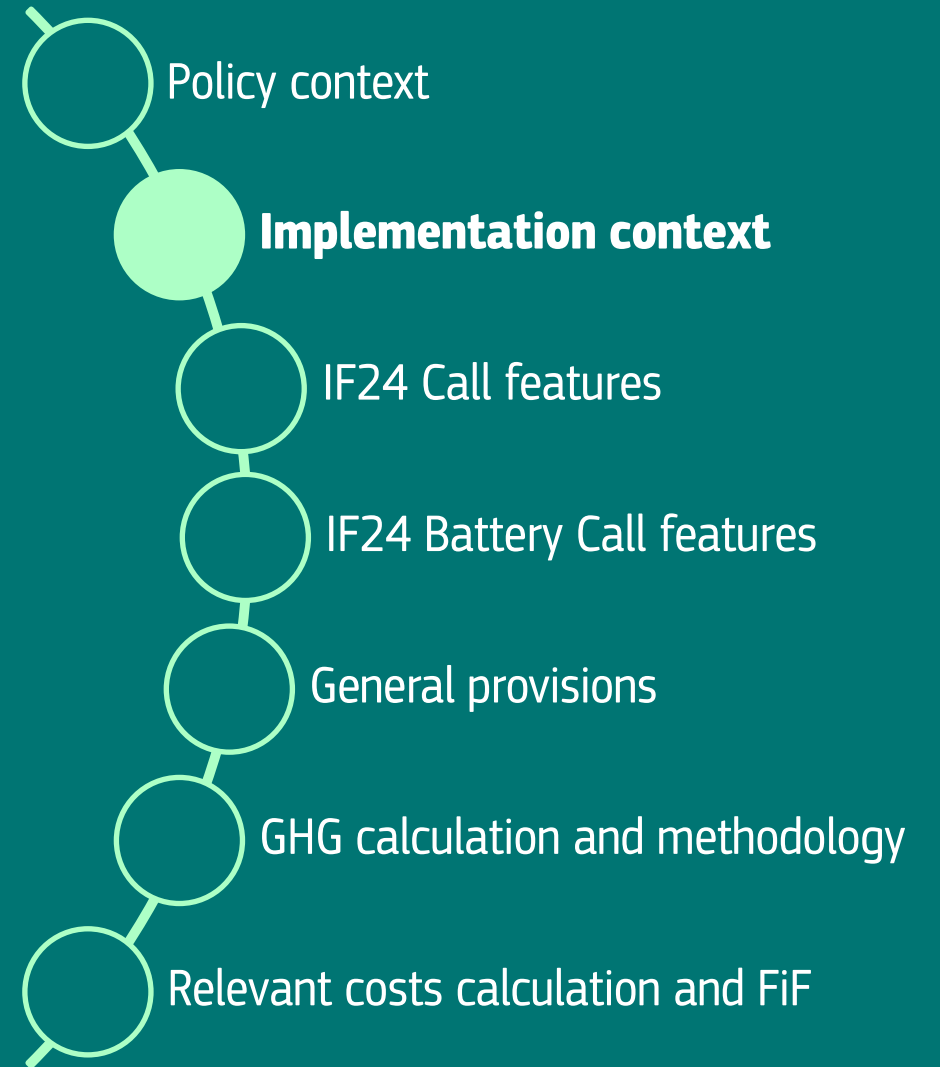 Policy context
Implementation context
IF24 Call features
IF24 Battery Call features
General provisions
GHG calculation and methodology
Relevant costs calculation and FiF